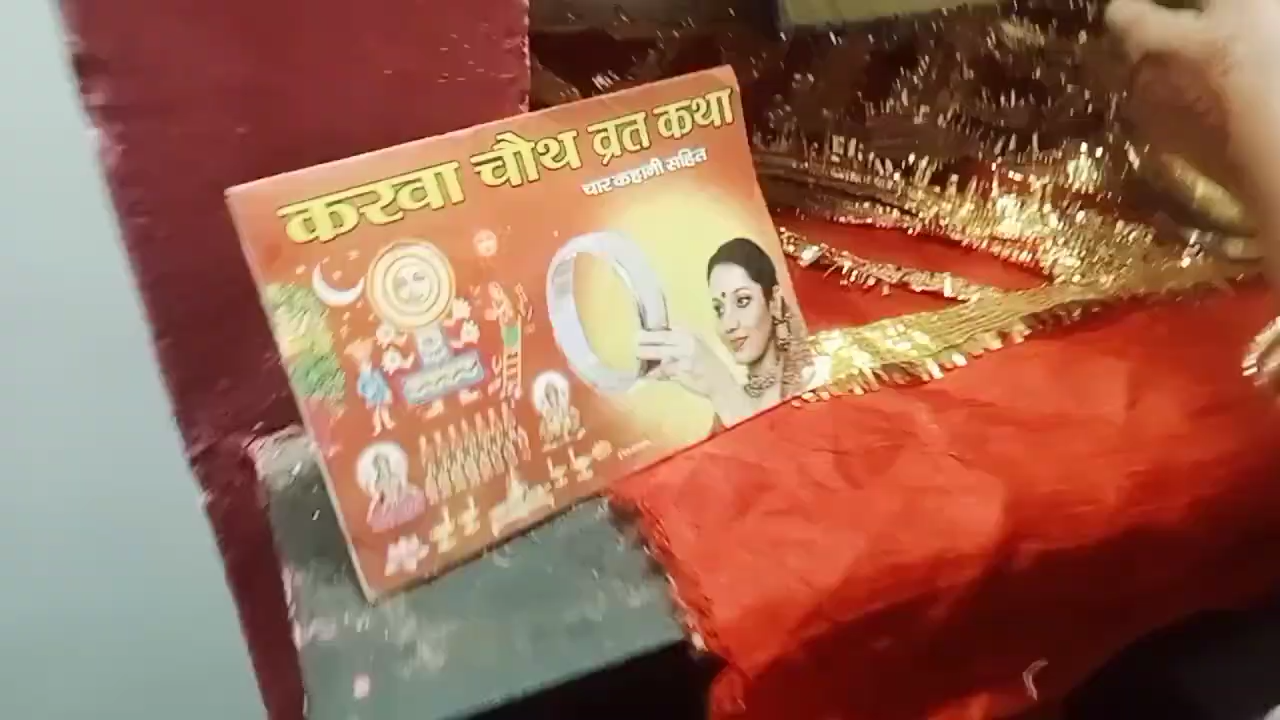 करवा चौथ व्रत कथा
चार कहानी सहित